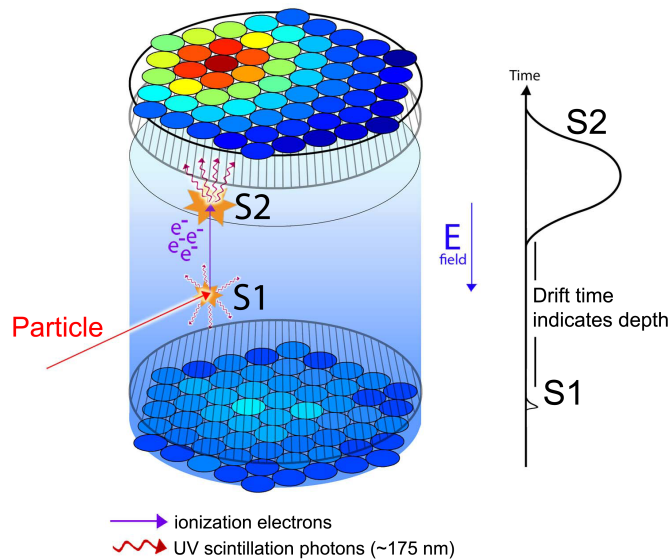 Time
S2
S2
e-
e-e-
e-
E
field
S1
Drift time
indicates depth
Particle
S1
ionization electrons
UV scintillation photons (~175 nm)